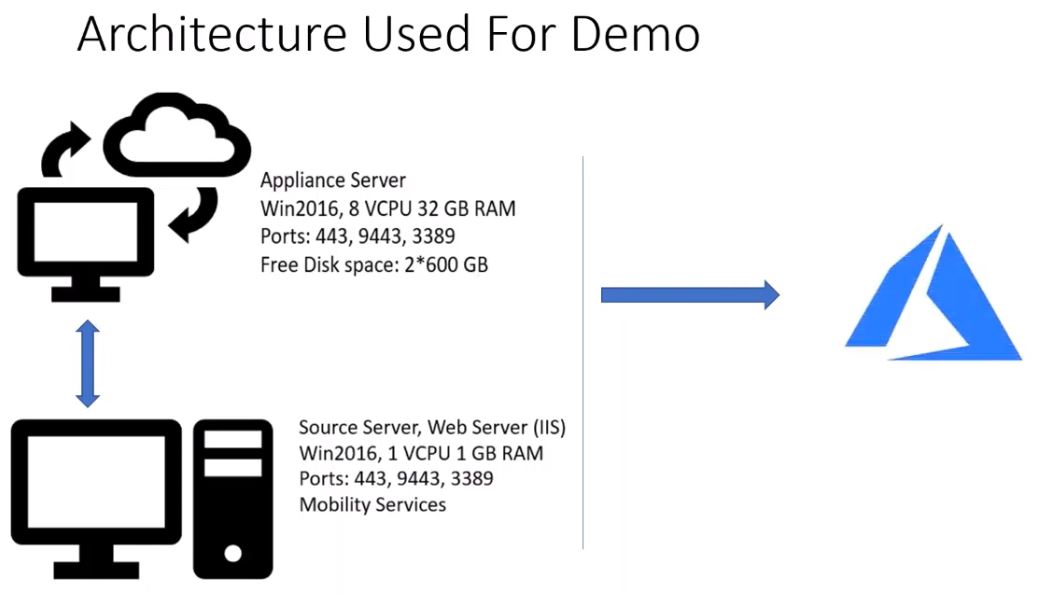 Architecture Used For Demo
Appliance Server
Win2016, 8 VCPU 32 GB RAM
Ports: 443, 9443, 3389
Free Disk space: 2*600 GB
Source Server, Web Server (IIS)
Win2016, 1 VCPU 1 GB RAM
Ports: 443, 9443, 3389
Mobility Services